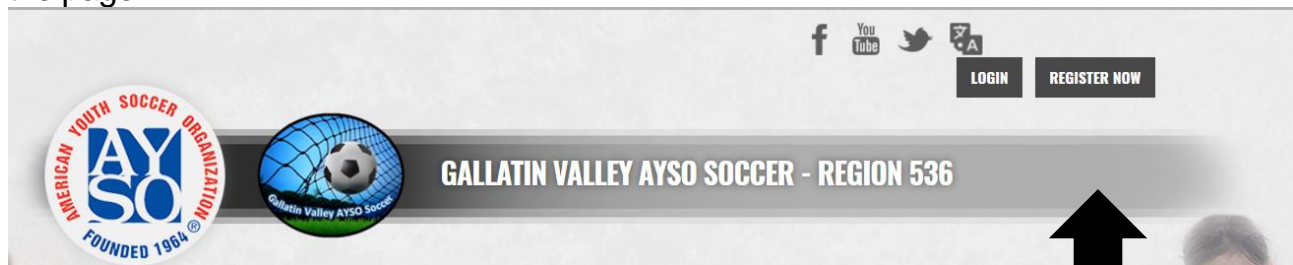 You
Tube
LOGIN
REGISTER NOW
AMERICAN YOUTH SOCCER ORGANIZATION
AYSO
FOUNDED 1964
®
Gallatin Valley AYSO Soccer
GALLATIN VALLEY AYSO SOCCER - REGION 536